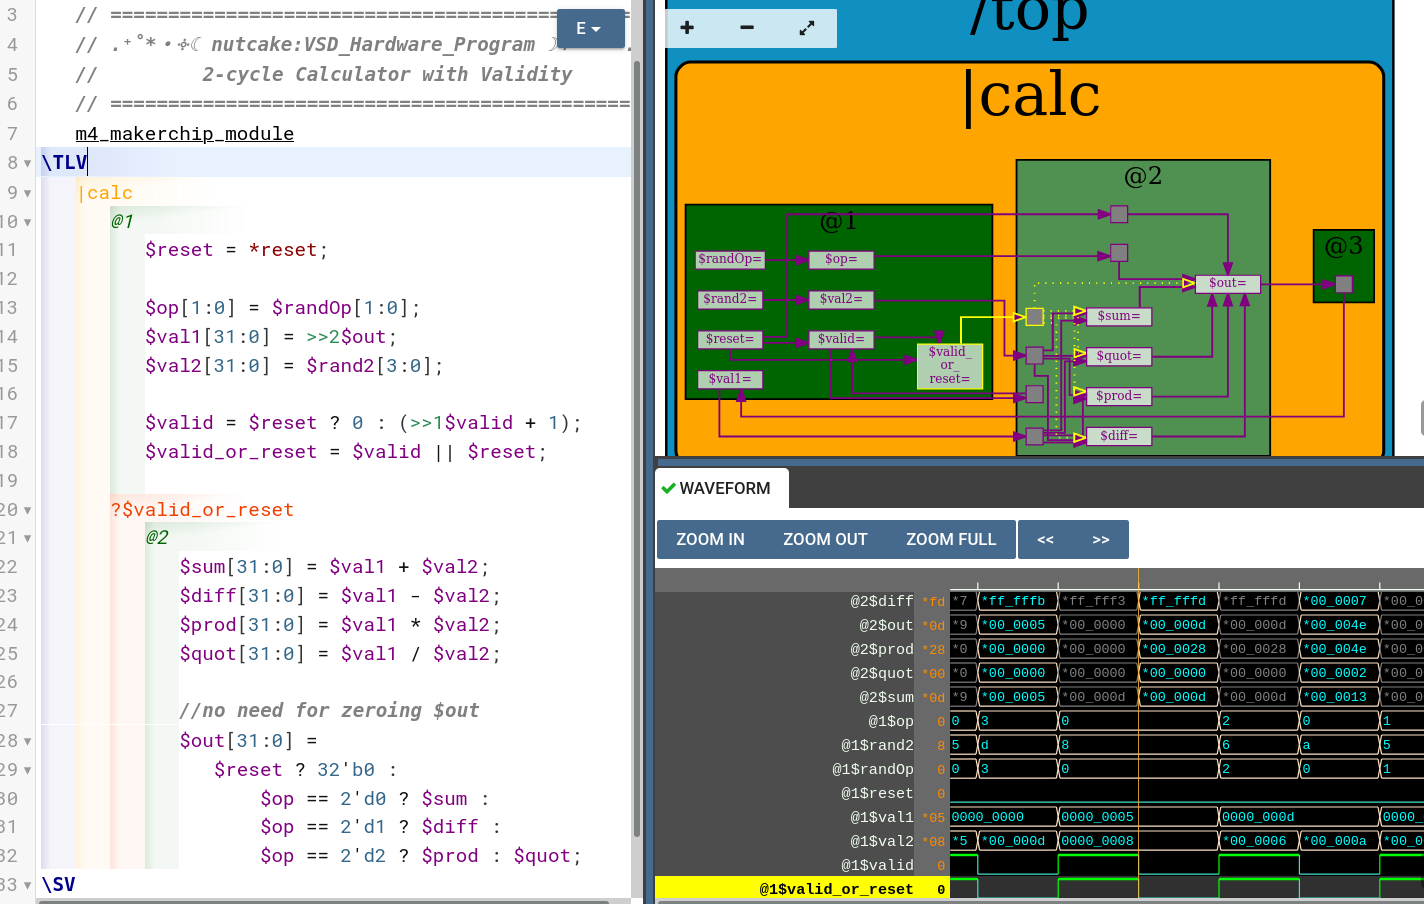 3 // =============================================
4 // .⁺˚*•✧☾ nutcake:VSD_Hardware_Program ☽
5 // 2-cycle Calculator with Validity
6 // =============================================
7 m4_makerchip_module
8 \TLV
9 |calc
10 @1
11 $reset = *reset;
12
13 $op[1:0] = $randOp[1:0];
14 $val1[31:0] = >>2$out;
15 $val2[31:0] = $rand2[3:0];
16
17 $valid = $reset ? 0 : (>>1$valid + 1);
18 $valid_or_reset = $valid || $reset;
19
20 ?$valid_or_reset
21 @2
22 $sum[31:0] = $val1 + $val2;
23 $diff[31:0] = $val1 - $val2;
24 $prod[31:0] = $val1 * $val2;
25 $quot[31:0] = $val1 / $val2;
26
27 //no need for zeroing $out
28 $out[31:0] =
29 $reset ? 32'b0 :
30 $op == 2'd0 ? $sum :
31 $op == 2'd1 ? $diff :
32 $op == 2'd2 ? $prod : $quot;
33 \SV
E
/top
|calc
@1
$randOp= $op=
$rand2= $val2=
$reset= $valid=
$val1=
$valid_
or_
reset=
@2
$out=
$sum=
$quot=
$prod=
$diff=
@3
WAVEFORM
ZOOM IN ZOOM OUT ZOOM FULL << >>
@2$diff *fd *7 *ff_fffb *ff_fff3 *ff_fffd *ff_fffd *00_0007 *00_0
@2$out *0d *9 *00_0005 *00_0000 *00_000d *00_000d *00_004e *00_0
@2$prod *28 *0 *00_0000 *00_0000 *00_0028 *00_0028 *00_004e *00_0
@2$quot *00 *0 *00_0000 *00_0000 *00_0000 *00_0000 *00_0002 *00_0
@2$sum *0d *9 *00_0005 *00_000d *00_000d *00_000d *00_0013 *00_0
@1$op 0 0 3 0 2 0 1
@1$rand2 8 5 d 8 6 a 5
@1$randOp 0 0 3 0 2 0 1
@1$reset 0
@1$val1 *05 0000_0000 0000_0005 0000_000d 0000_
@1$val2 *08 *5 *00_000d 0000_0008 *00_0006 *00_000a *00_0
@1$valid 0
@1$valid_or_reset 0